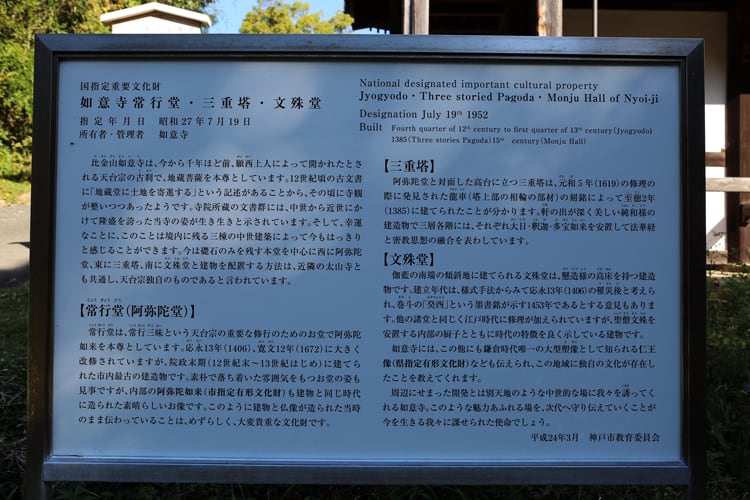 国指定重要文化財
如意寺常行堂・三重塔・文殊堂
指定年月日 昭和27年7月19日
所有者・管理者 如意寺
比金山如意寺は、今から千年ほど前、願西上人によって開かれたとさ
れる天台宗の古刹で、地蔵菩薩を本尊としています。12世紀頃の古文書
に「地蔵堂に土地を寄進する」という記述があることから、その頃に寺観
が整いつつあったようです。寺院所蔵の文書群には、中世から近世にか
けて隆盛を誇った当寺の姿が生き生きと示されています。そして、幸運
なことに、このことは境内に残る三棟の中世建築によって今もはっきり
と感じることができます。今は礎石のみを残す本堂を中心に西に阿弥陀
堂、東に三重塔、南に文殊堂と建物を配置する方法は、近隣の太山寺と
も共通し、天台宗独自のものであると言われています。
【常行堂(阿弥陀堂)】
じょう ぎょう どう
常行堂は、常行三昧という天台宗の重要な修行のためのお堂で阿弥陀
如来を本尊としています。応永13年(1406)、寛文12年(1672)に大きく
改修されていますが、院政末期(12世紀末〜13世紀はじめ)に建てら
れた市内最古の建造物です。素朴で落ち着いた雰囲気をもつお堂の姿も
見事ですが、内部の阿弥陀如来(市指定有形文化財)も建物と同じ時代
に造られた素晴らしいお像です。このように建物と仏像が造られた当時
のまま伝わっていることは、めずらしく、大変貴重な文化財です。
National designated important cultural property
Jyogyodo・Three storied Pagoda・Monju Hall of Nyoi-ji
Designation July 19th 1952
Built Fourth quarter of 12th century to first quarter of 13th century(Jyogyodo)
1385(Three stories Pagoda)15th century(Monju Hall)
【三重塔】
阿弥陀堂と対面した高台に立つ三重塔は、元和5年(1619)の修理の
際に発見された龍車(塔上部の相輪の部材)の刻銘によって至徳2年
(1385)に建てられたことが分かります。軒の出が深く美しい純和様の
建造物で三層各階には、それぞれ大日・釈迦・多宝如来を安置して法華経
と密教思想の融合を表わしています。
【文殊堂】
伽藍の南端の傾斜地に建てられる文殊堂は、懸造様の高床を持つ建造
物です。建立年代は、様式手法からみて応永13年(1406)の罹災後と考えら
れ、巻斗の「癸酉」という墨書銘が示す1453年であるとする意見もありま
す。他の諸堂と同じく江戸時代に修理が加えられていますが、聖僧文殊を
安置する内部の厨子とともに時代の特徴を良く示している建物です。
如意寺には、この他にも鎌倉時代唯一の大型塑像として知られる仁王
像(県指定有形文化財)なども伝えられ、この地域に独自の文化が存在し
たことを教えてくれます。
周辺にせまった開発とは別天地のような中世的な場に我々を誘ってく
れる如意寺。このような魅力あふれる場を、次代へ守り伝えていくことが
今を生きる我々に課せられた使命でしょう。
平成24年3月 神戸市教育委員会